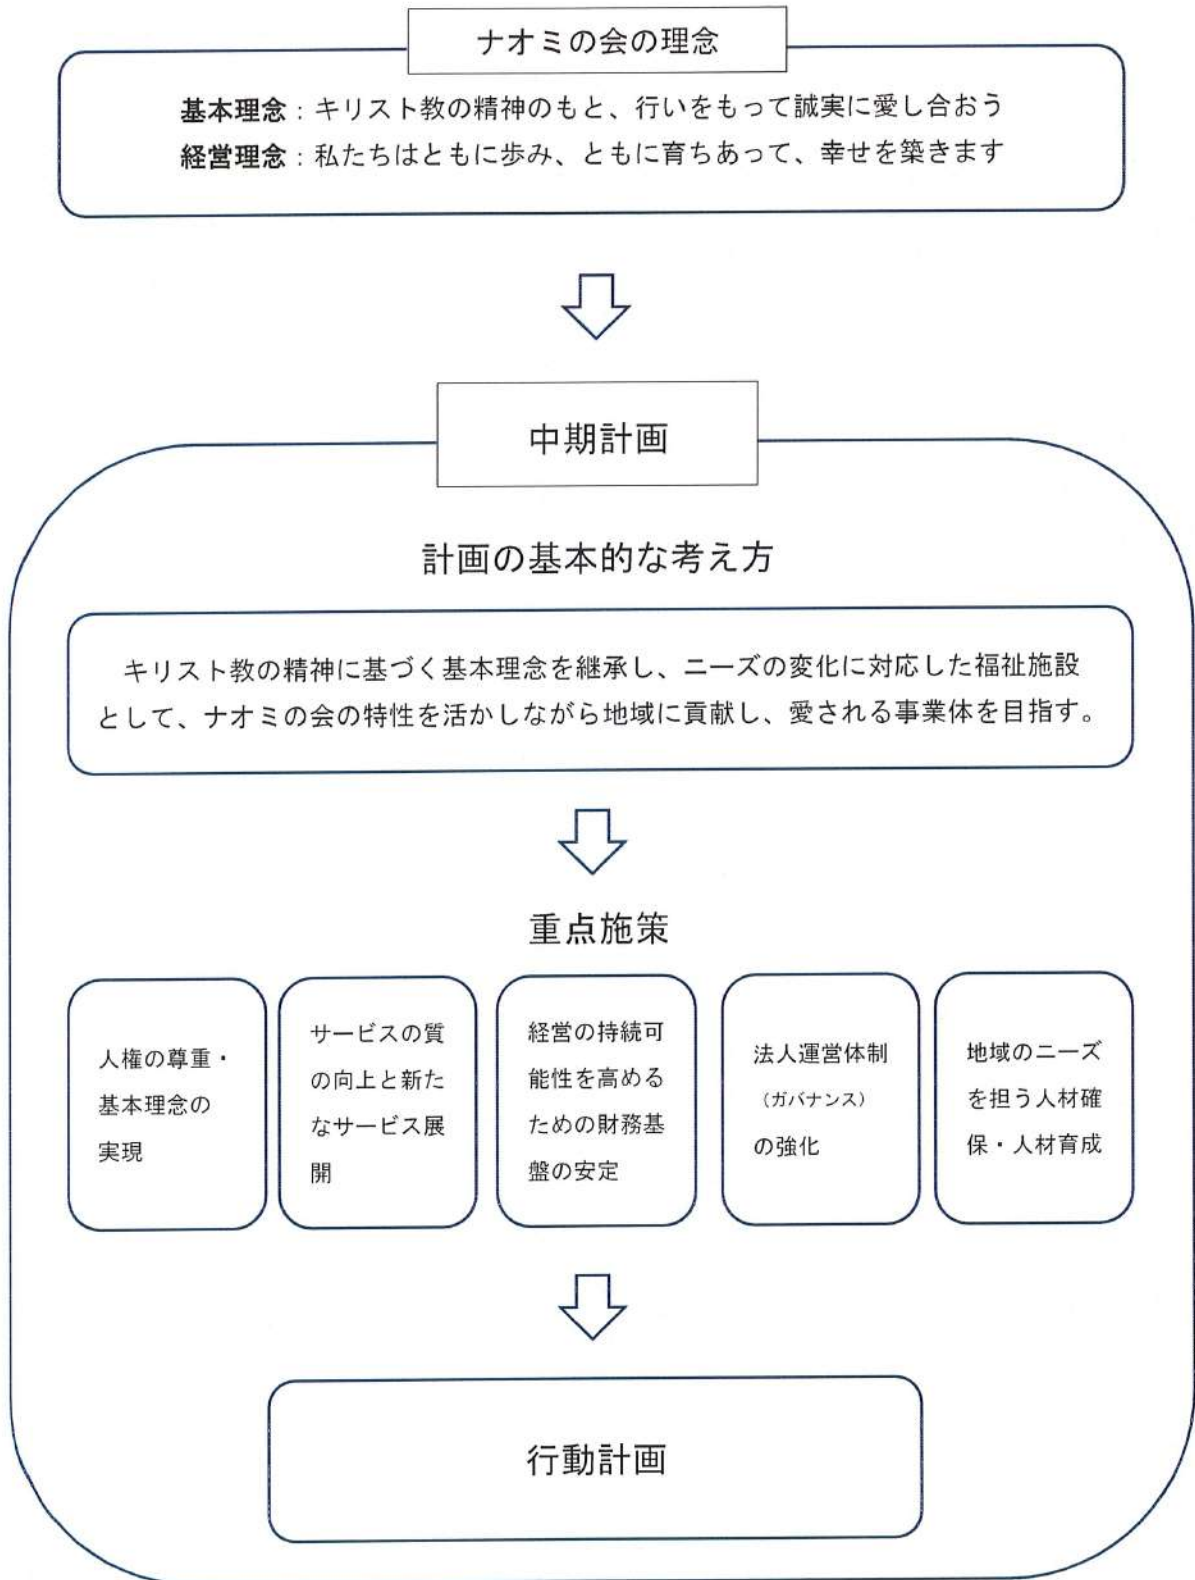 ナオミの会の理念
基本理念：キリスト教の精神のもと、行いをもって誠実に愛し合おう
経営理念：私たちはともに歩み、ともに育ちあって、幸せを築きます
中期計画
計画の基本的な考え方
キリスト教の精神に基づく基本理念を継承し、ニーズの変化に対応した福祉施設
として、ナオミの会の特性を活かしながら地域に貢献し、愛される事業体を目指す。
重点施策
人権の尊重・
基本理念の
実現
サービスの質
の向上と新た
なサービス展
開
経営の持続可
能性を高める
ための財務基
盤の安定
法人運営体制
（ガバナンス）
の強化
地域のニーズ
を担う人材確
保・人材育成
行動計画